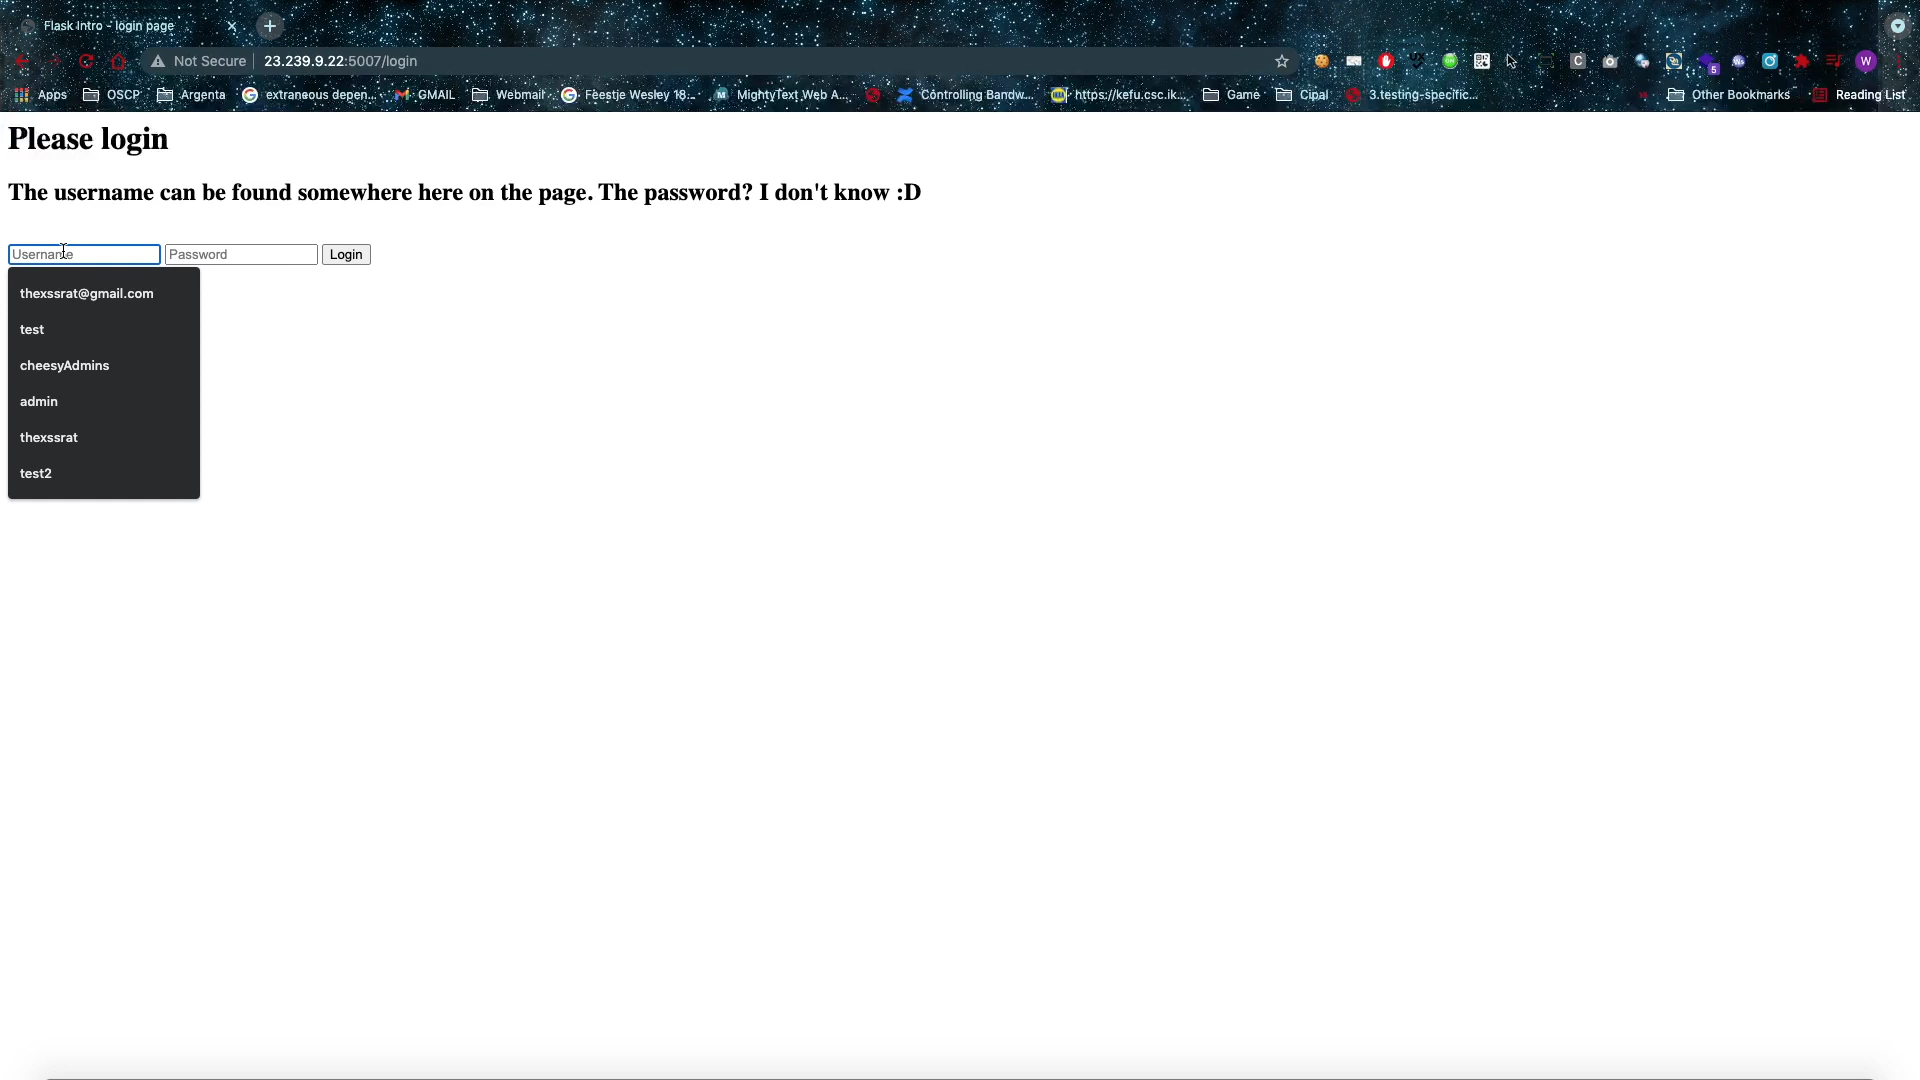 Flask Intro - login page
Not Secure 23.239.9.22:5007/login
Apps OSCP Argenta extraneous depen... GMAIL Webmail Feestje Wesley 18... MightyText Web A... Controlling Bandw... https://kefu.csc.ik... Game Cipal 3.testing-specific... » Other Bookmarks Reading List
Please login
The username can be found somewhere here on the page. The password? I don't know :D
Username Password Login
thexssrat@gmail.com
test
cheesyAdmins
admin
thexssrat
test2